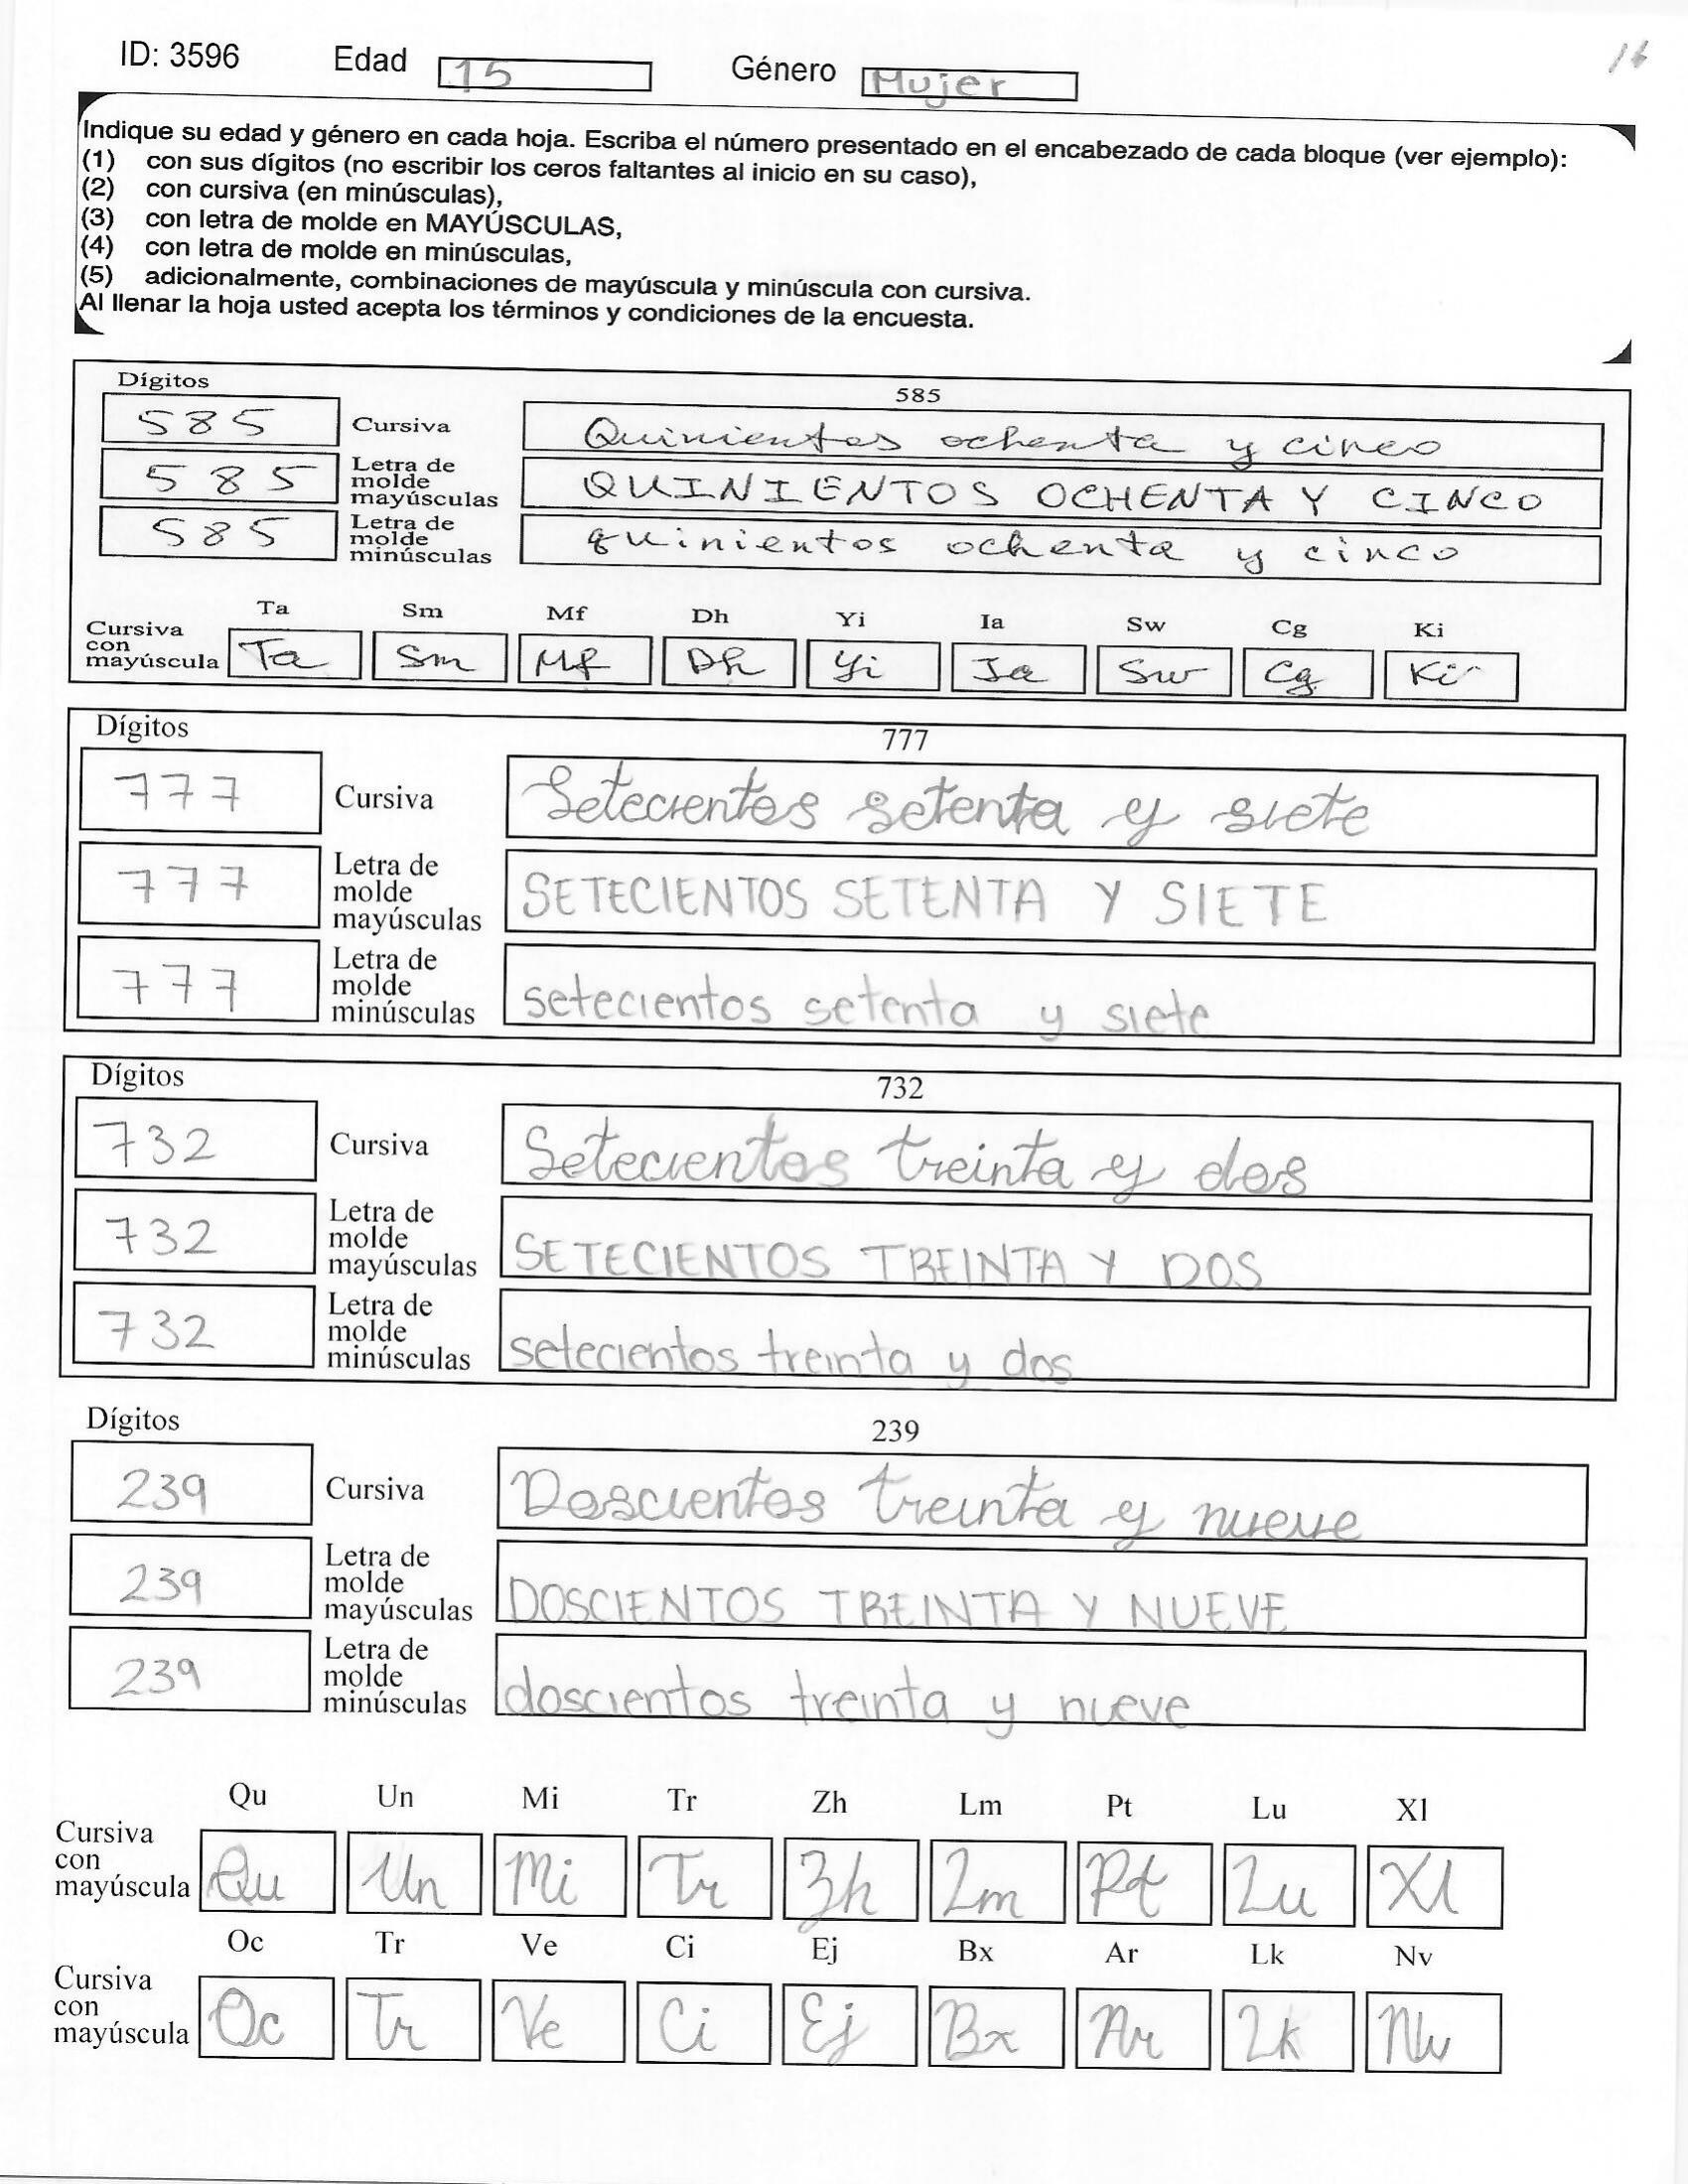 ID: 3596 Edad 15 Género Mujer 16
Indique su edad y género en cada hoja. Escriba el número presentado en el encabezado de cada bloque (ver ejemplo):
(1) con sus dígitos (no escribir los ceros faltantes al inicio en su caso),
(2) con cursiva (en minúsculas),
(3) con letra de molde en MAYÚSCULAS,
(4) con letra de molde en minúsculas,
(5) adicionalmente, combinaciones de mayúscula y minúscula con cursiva.
Al llenar la hoja usted acepta los términos y condiciones de la encuesta.
Dígitos 585
585 Cursiva Quinientos ochenta y cinco
585 Letra de molde mayúsculas QUINIENTOS OCHENTA Y CINCO
585 Letra de molde minúsculas quinientos ochenta y cinco
Ta Sm Mf Dh Yi Ia Sw Cg Ki
Cursiva con mayúscula Ta Sm Mf Dh Yi Ia Sw Cg Ki
Dígitos 777
777 Cursiva Setecientos setenta y siete
777 Letra de molde mayúsculas SETECIENTOS SETENTA Y SIETE
777 Letra de molde minúsculas setecientos setenta y siete
Dígitos 732
732 Cursiva Setecientos treinta y dos
732 Letra de molde mayúsculas SETECIENTOS TREINTA Y DOS
732 Letra de molde minúsculas setecientos treinta y dos
Dígitos 239
239 Cursiva Doscientos treinta y nueve
239 Letra de molde mayúsculas DOSCIENTOS TREINTA Y NUEVE
239 Letra de molde minúsculas doscientos treinta y nueve
Qu Un Mi Tr Zh Lm Pt Lu Xl
Cursiva con mayúscula Qu Un Mi Tr Zh Lm Pt Lu Xl
Oc Tr Ve Ci Ej Bx Ar Lk Nv
Cursiva con mayúscula Oc Tr Ve Ci Ej Bx Ar Lk Nv